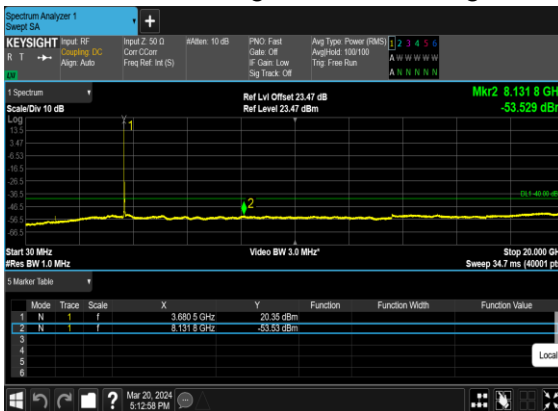 Spectrum Analyzer 1
Swept SA
+
KEYSIGHT Input: RF Input Z: 50 Ω #Atten: 10 dB PNO: Fast Avg Type: Power (RMS) 1 2 3 4 5 6
R T Coupling: DC Corr CCorr Gate: Off Avg|Hold: 100/100 A W W W W W
Align: Auto Freq Ref: Int (S) IF Gain: Low Trig: Free Run
Sig Track: Off A N N N N N
1 Spectrum Ref Lvl Offset 23.47 dB Mkr2 8.131 8 GH
Scale/Div 10 dB Ref Level 23.47 dBm -53.529 dBr
Log
13.5
3.47
-6.53
-16.5
-26.5
-36.5
-46.5
-56.5
-66.5
1
2
DL1 -40.00 dB
Start 30 MHz Video BW 3.0 MHz* Stop 20.000 GH
#Res BW 1.0 MHz Sweep 34.7 ms (40001 pt
5 Marker Table
Mode Trace Scale X Y Function Function Width Function Value
1 N 1 f 3.680 5 GHz 20.35 dBm
2 N 1 f 8.131 8 GHz -53.53 dBm
3
4
5
6
Local
? Mar 20, 2024
5:12:58 PM